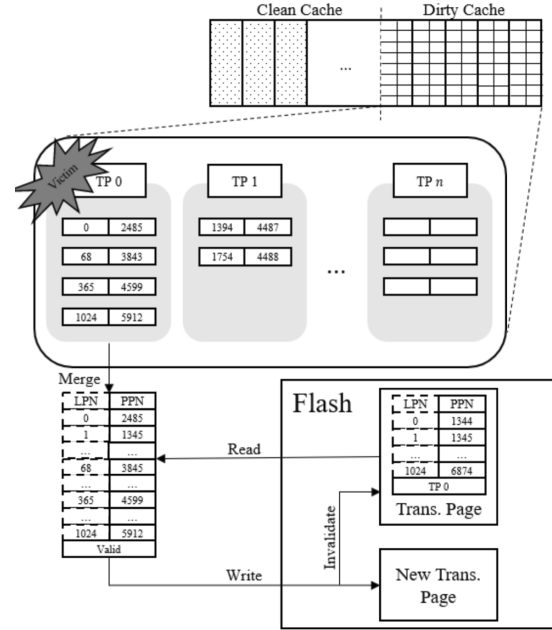 Clean Cache Dirty Cache
...
Victim
TP 0 TP 1 TP n
0 2485 1394 4487
68 3843 1754 4488
365 4599
...
1024 5912
Merge
LPN PPN
0 2485
1 1345
... ...
68 3845
... ...
365 4599
... ...
1024 5912
Valid
Flash
LPN PPN
0 1344
1 1345
... ...
1024 6874
TP 0
Trans. Page
Read
Invalidate
Write
New Trans.
Page